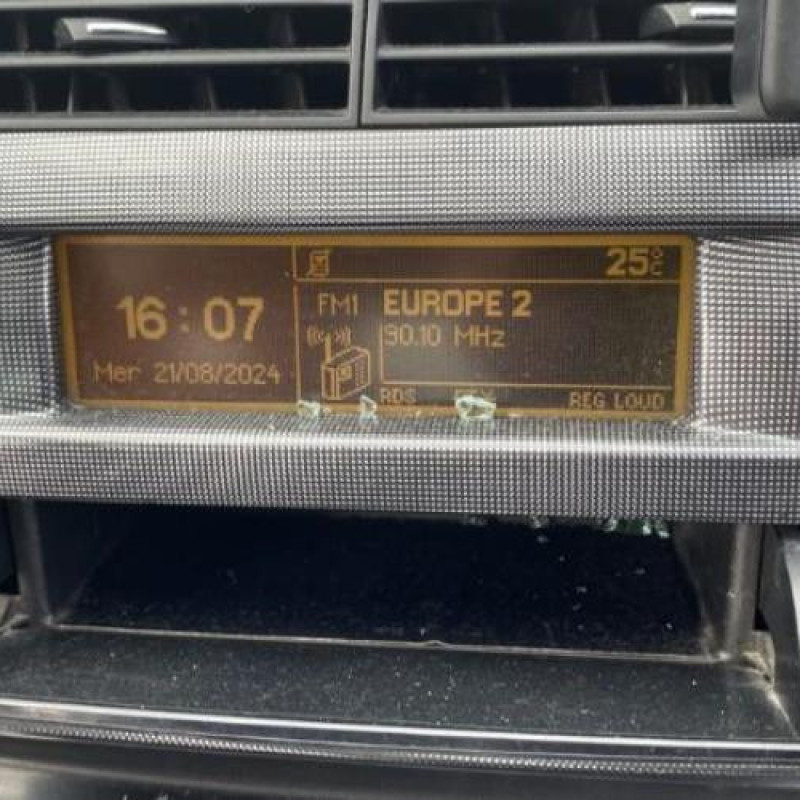 25°C
16 : 07
FM1 EUROPE 2
90.10 MHz
Mer 21/08/2024
RDS
REG LOUD